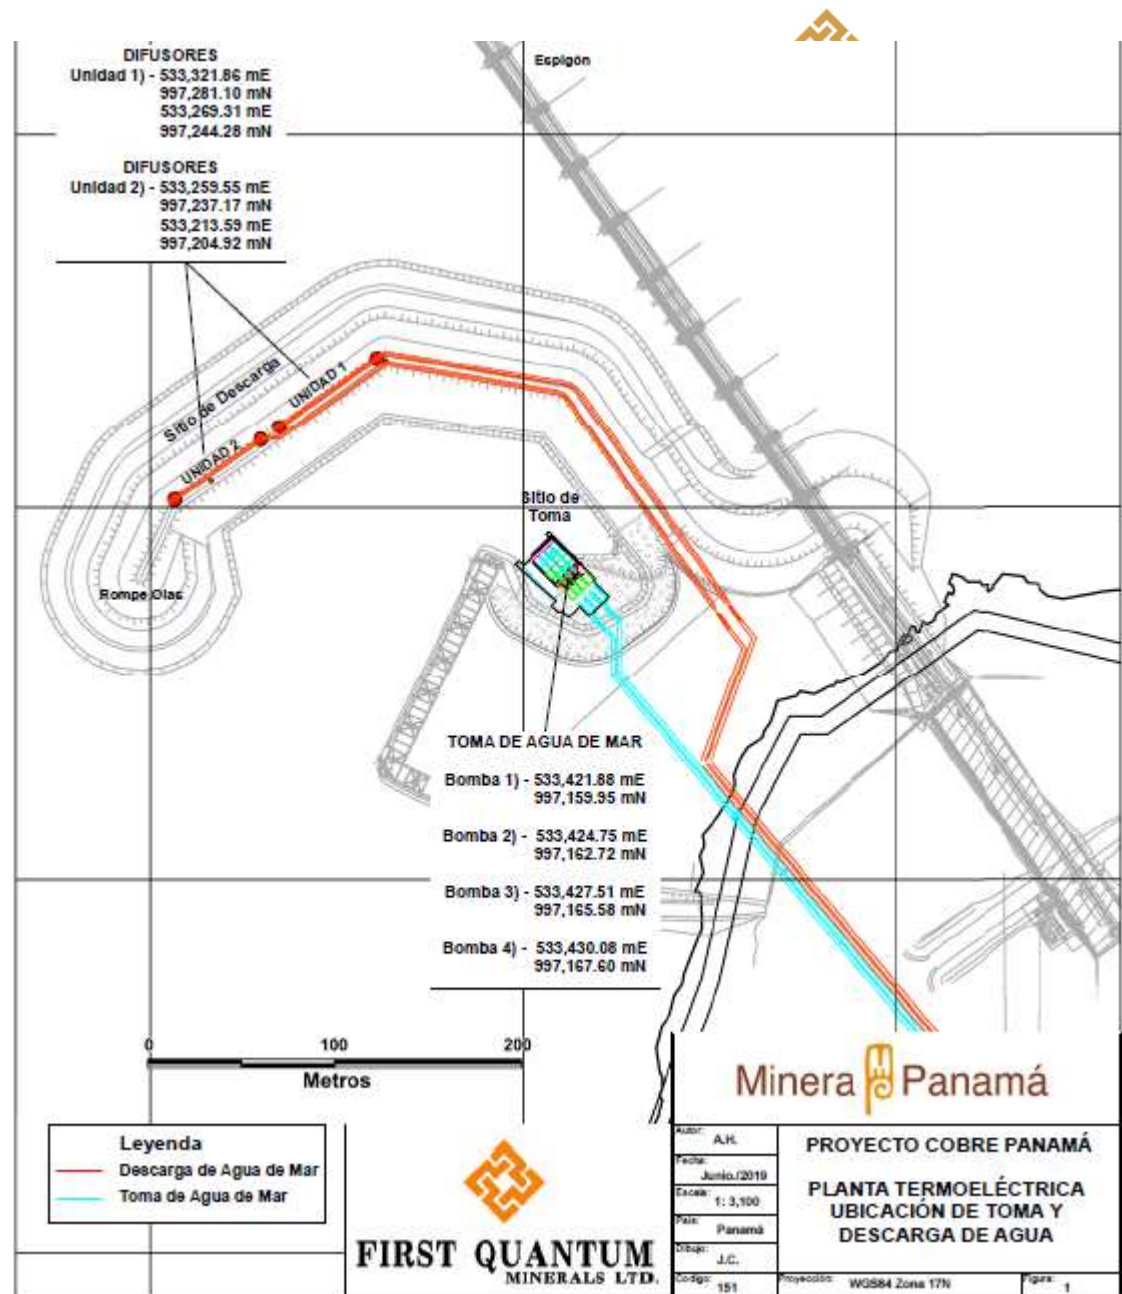 DIFUSORES
Unidad 1) - 533,321.86 mE
997,281.10 mN
533,269.31 mE
997,244.28 mN
DIFUSORES
Unidad 2) - 533,259.55 mE
997,237.17 mN
533,213.59 mE
997,204.92 mN
Espigón
Sitio de Descarga
UNIDAD 1
UNIDAD 2
Sitio de
Toma
Rompe Olas
TOMA DE AGUA DE MAR
Bomba 1) - 533,421.88 mE
997,159.95 mN
Bomba 2) - 533,424.75 mE
997,162.72 mN
Bomba 3) - 533,427.51 mE
997,165.58 mN
Bomba 4) - 533,430.08 mE
997,167.60 mN
0 100 200
Metros
Leyenda
Descarga de Agua de Mar
Toma de Agua de Mar
FIRST QUANTUM
MINERALS LTD.
Minera Panamá
Autor: A.H.
Fecha: Junio./2019
Escala: 1: 3,100
País: Panamá
Dibujo: J.C.
Codigo: 151
PROYECTO COBRE PANAMÁ
PLANTA TERMOELÉCTRICA
UBICACIÓN DE TOMA Y
DESCARGA DE AGUA
Proyección: WGS84 Zona 17N
Figura: 1